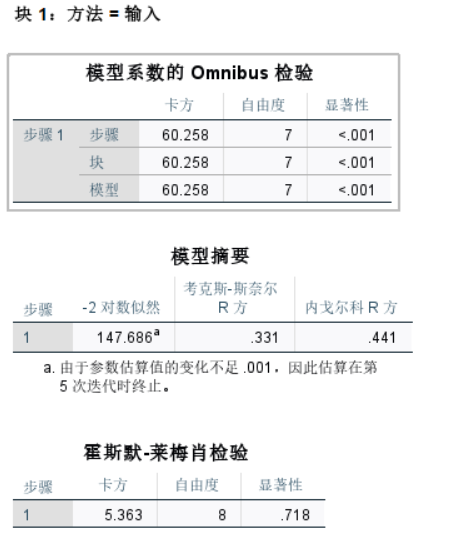 块 1：方法 = 输入
模型系数的 Omnibus 检验
卡方 自由度 显著性
步骤 1 步骤 60.258 7 <.001
块 60.258 7 <.001
模型 60.258 7 <.001
模型摘要
步骤 -2 对数似然 考克斯-斯奈尔 R 方 内戈尔科 R 方
1 147.686a .331 .441
a. 由于参数估算值的变化不足 .001，因此估算在第
5 次迭代时终止。
霍斯默-莱梅肖检验
步骤 卡方 自由度 显著性
1 5.363 8 .718